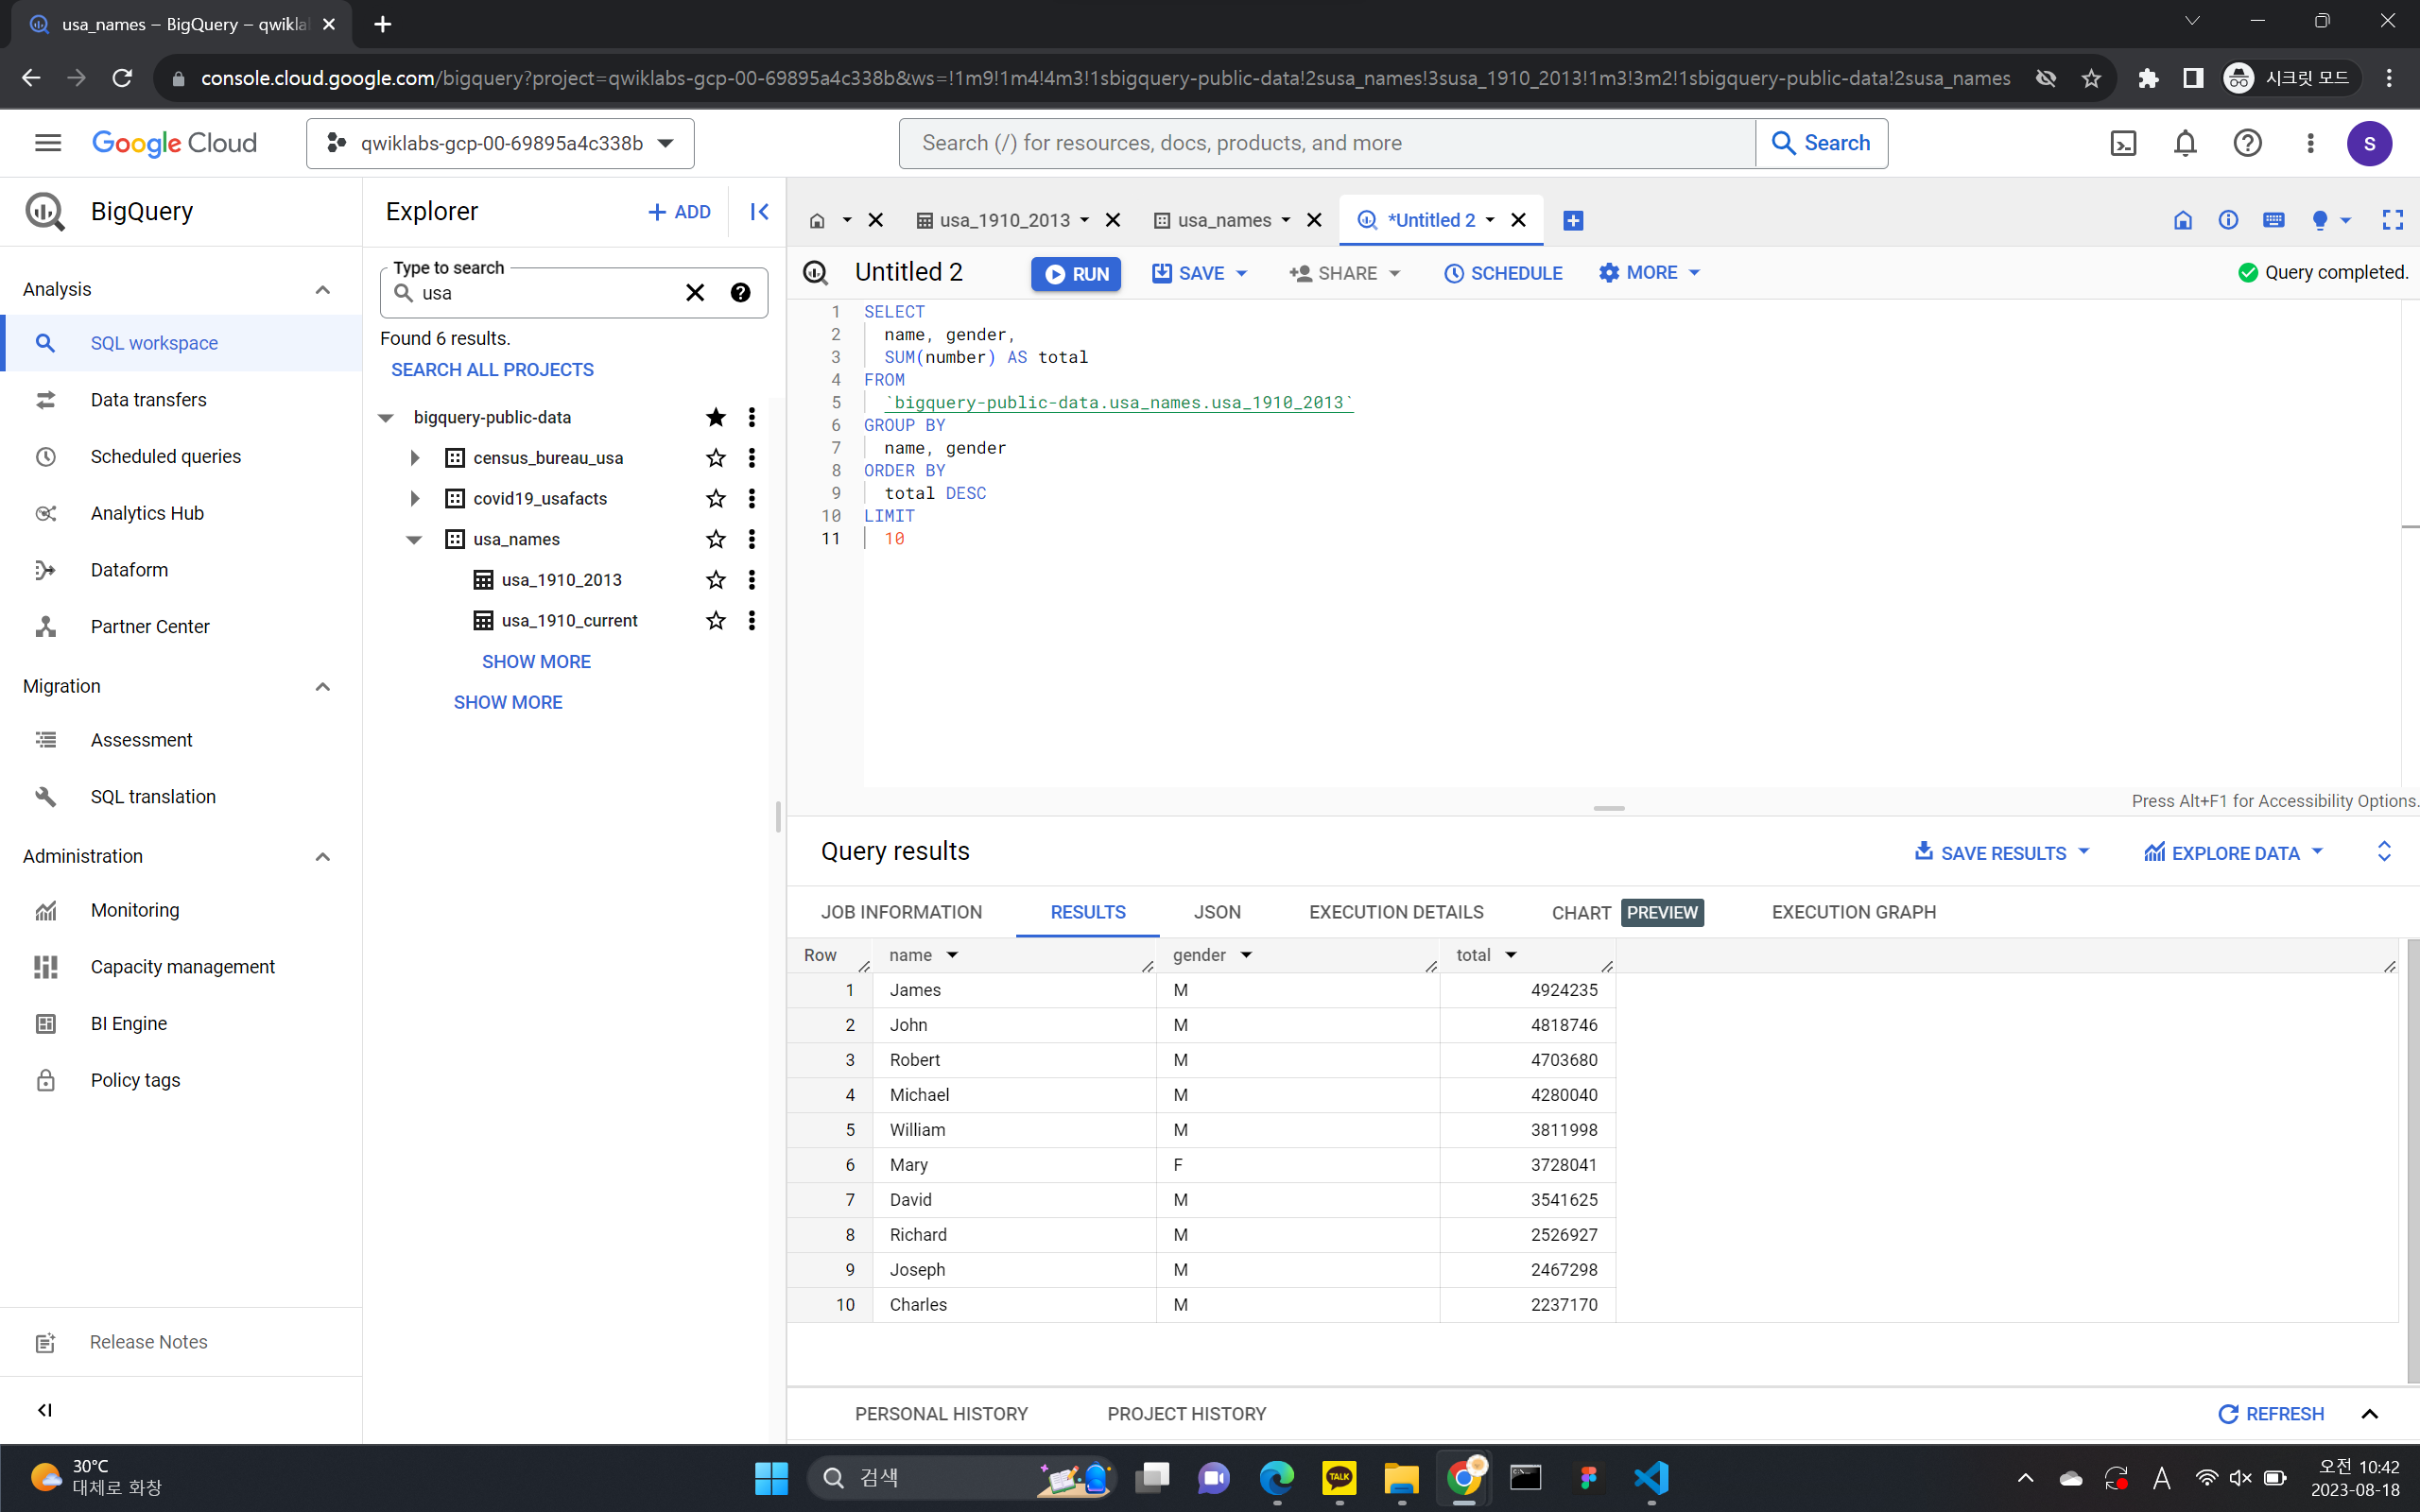 usa_names – BigQuery – qwikla
console.cloud.google.com/bigquery?project=qwiklabs-gcp-00-69895a4c338b&ws=!1m9!1m4!4m3!1sbigquery-public-data!2susa_names!3susa_1910_2013!1m3!3m2!1sbigquery-public-data!2susa_names
시크릿 모드
Google Cloud
qwiklabs-gcp-00-69895a4c338b
Search (/) for resources, docs, products, and more
Search
S
BigQuery
Analysis
SQL workspace
Data transfers
Scheduled queries
Analytics Hub
Dataform
Partner Center
Migration
Assessment
SQL translation
Administration
Monitoring
Capacity management
BI Engine
Policy tags
Release Notes
Explorer
ADD
Type to search
usa
Found 6 results.
SEARCH ALL PROJECTS
bigquery-public-data
census_bureau_usa
covid19_usafacts
usa_names
usa_1910_2013
usa_1910_current
SHOW MORE
SHOW MORE
usa_1910_2013
usa_names
*Untitled 2
Untitled 2
RUN
SAVE
SHARE
SCHEDULE
MORE
Query completed.
1 SELECT
2 name, gender,
3 SUM(number) AS total
4 FROM
5 `bigquery-public-data.usa_names.usa_1910_2013`
6 GROUP BY
7 name, gender
8 ORDER BY
9 total DESC
10 LIMIT
11 10
Press Alt+F1 for Accessibility Options.
Query results
SAVE RESULTS
EXPLORE DATA
JOB INFORMATION RESULTS JSON EXECUTION DETAILS CHART PREVIEW EXECUTION GRAPH
Row name gender total
1 James M 4924235
2 John M 4818746
3 Robert M 4703680
4 Michael M 4280040
5 William M 3811998
6 Mary F 3728041
7 David M 3541625
8 Richard M 2526927
9 Joseph M 2467298
10 Charles M 2237170
PERSONAL HISTORY PROJECT HISTORY
REFRESH
30°C
대체로 화창
검색
TALK
A
오전 10:42
2023-08-18